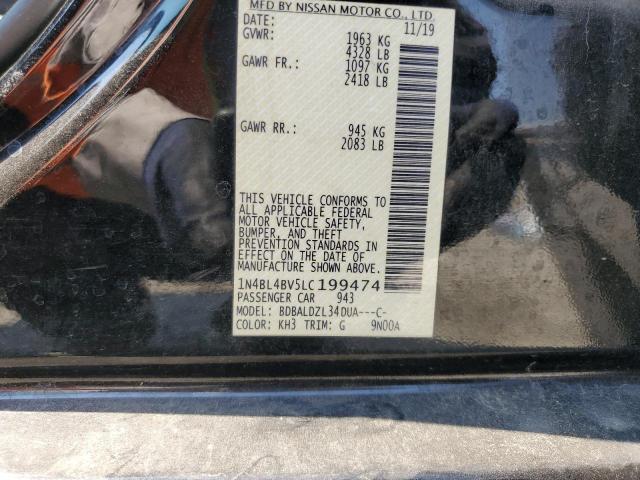 MFD BY NISSAN MOTOR CO., LTD.
DATE: 11/19
GVWR: 1963 KG
4328 LB
GAWR FR.: 1097 KG
2418 LB
GAWR RR.: 945 KG
2083 LB
THIS VEHICLE CONFORMS TO
ALL APPLICABLE FEDERAL
MOTOR VEHICLE SAFETY,
BUMPER, AND THEFT
PREVENTION STANDARDS IN
EFFECT ON THE DATE OF
MANUFACTURE SHOWN ABOVE.
1N4BL4BV5LC199474
PASSENGER CAR 943
MODEL: BDBALDZL34DUA---C-
COLOR: KH3 TRIM: G 9N00A